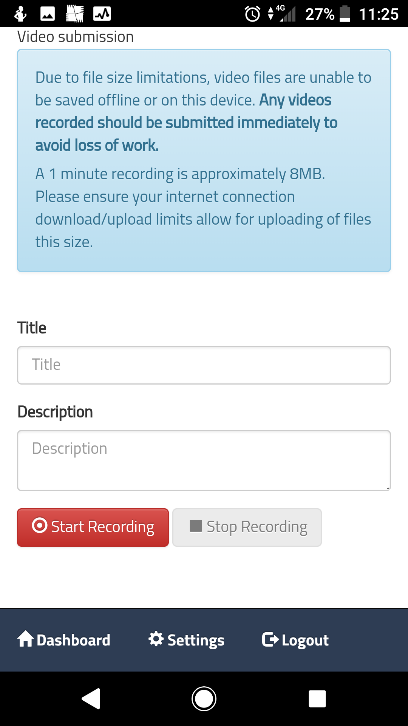 4G 27% 11:25
Video submission
Due to file size limitations, video files are unable to
be saved offline or on this device. Any videos
recorded should be submitted immediately to
avoid loss of work.
A 1 minute recording is approximately 8MB.
Please ensure your internet connection
download/upload limits allow for uploading of files
this size.
Title
Title
Description
Description
Start Recording Stop Recording
Dashboard Settings Logout